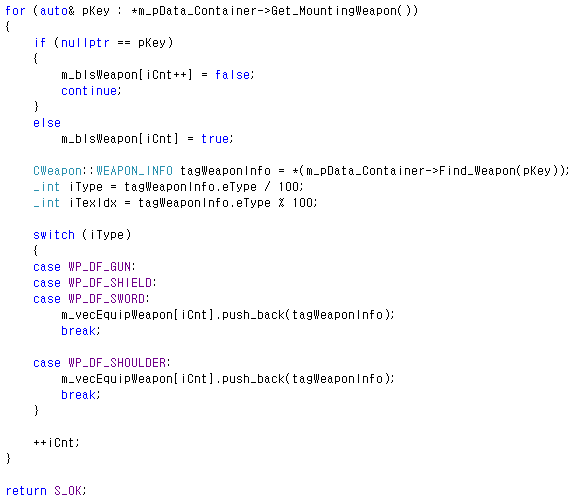 for (auto& pKey : *m_pData_Container->Get_MountingWeapon())
{
    if (nullptr == pKey)
    {
        m_bIsWeapon[iCnt++] = false;
        continue;
    }
    else
        m_bIsWeapon[iCnt] = true;

    CWeapon::WEAPON_INFO tagWeaponInfo = *(m_pData_Container->Find_Weapon(pKey));
    _int iType = tagWeaponInfo.eType / 100;
    _int iTexIdx = tagWeaponInfo.eType % 100;

    switch (iType)
    {
    case WP_DF_GUN:
    case WP_DF_SHIELD:
    case WP_DF_SWORD:
        m_vecEquipWeapon[iCnt].push_back(tagWeaponInfo);
        break;

    case WP_DF_SHOULDER:
        m_vecEquipWeapon[iCnt].push_back(tagWeaponInfo);
        break;
    }

    ++iCnt;
}

return S_OK;